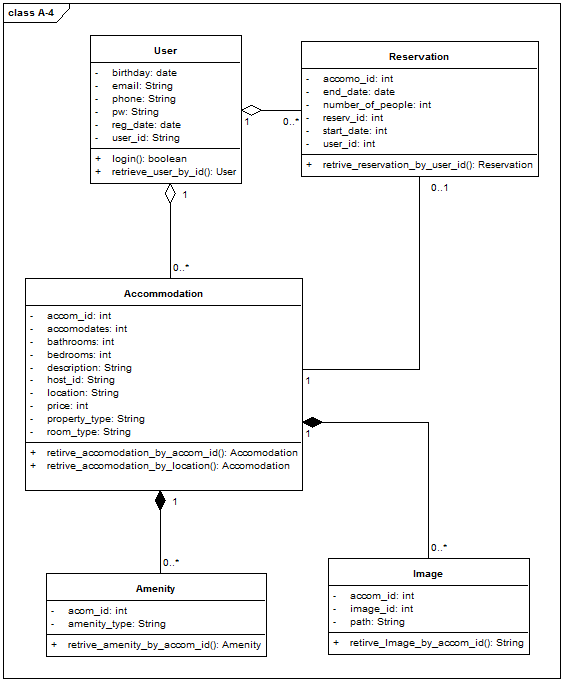 class A-4
User
- birthday: date
- email: String
- phone: String
- pw: String
- reg_date: date
- user_id: String
+ login(): boolean
+ retrieve_user_by_id(): User
Reservation
- accomo_id: int
- end_date: date
- number_of_people: int
- reserv_id: int
- start_date: int
- user_id: int
+ retrive_reservation_by_user_id(): Reservation
1
0..*
1
0..*
0..1
1
Accommodation
- accom_id: int
- accomodates: int
- bathrooms: int
- bedrooms: int
- description: String
- host_id: String
- location: String
- price: int
- property_type: String
- room_type: String
+ retirve_accomodation_by_accom_id(): Accomodation
+ retrive_accomodation_by_location(): Accomodation
1
0..*
1
0..*
Amenity
- acom_id: int
- amenity_type: String
+ retrive_amenity_by_accom_id(): Amenity
Image
- accom_id: int
- image_id: int
- path: String
+ retirve_Image_by_accom_id(): String